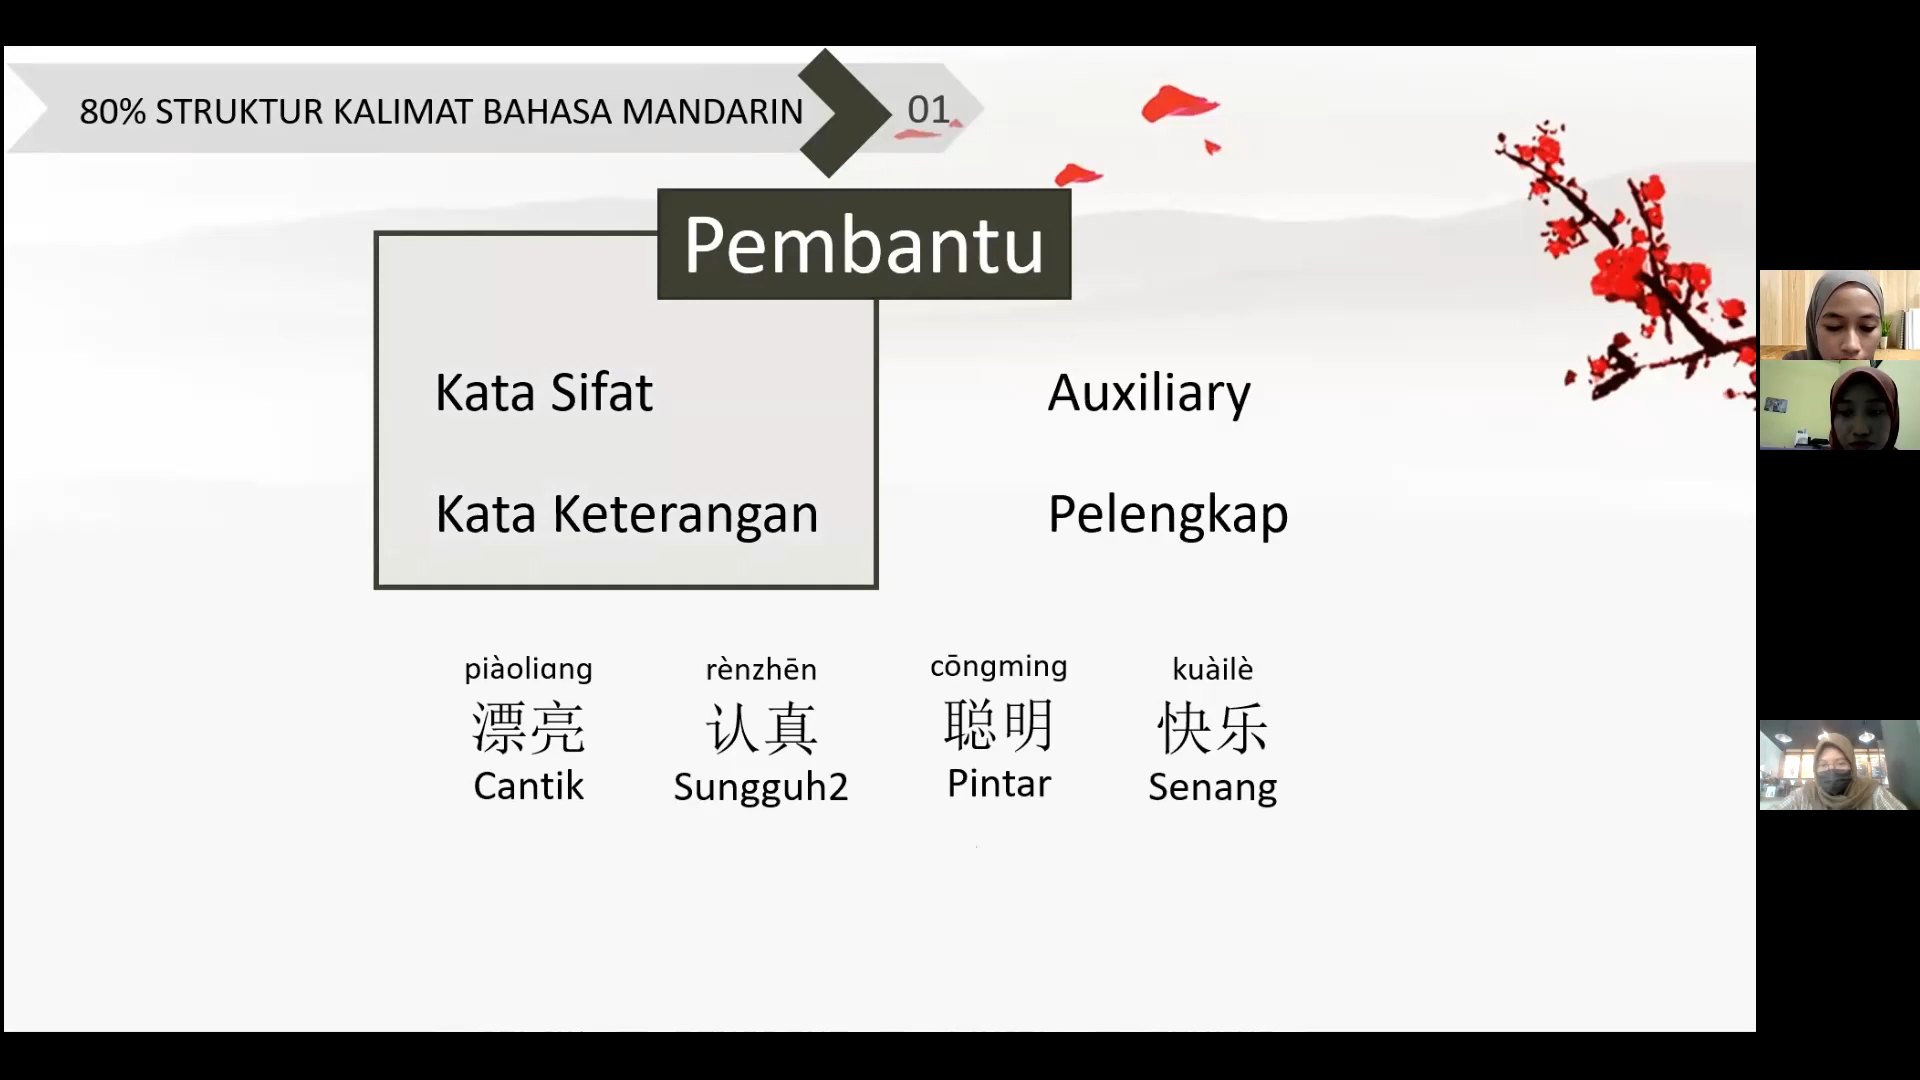 80% STRUKTUR KALIMAT BAHASA MANDARIN 01
Pembantu
Kata Sifat Auxiliary
Kata Keterangan Pelengkap
piàoliang rènzhēn cōngming kuàilè
漂亮 认真 聪明 快乐
Cantik Sungguh2 Pintar Senang